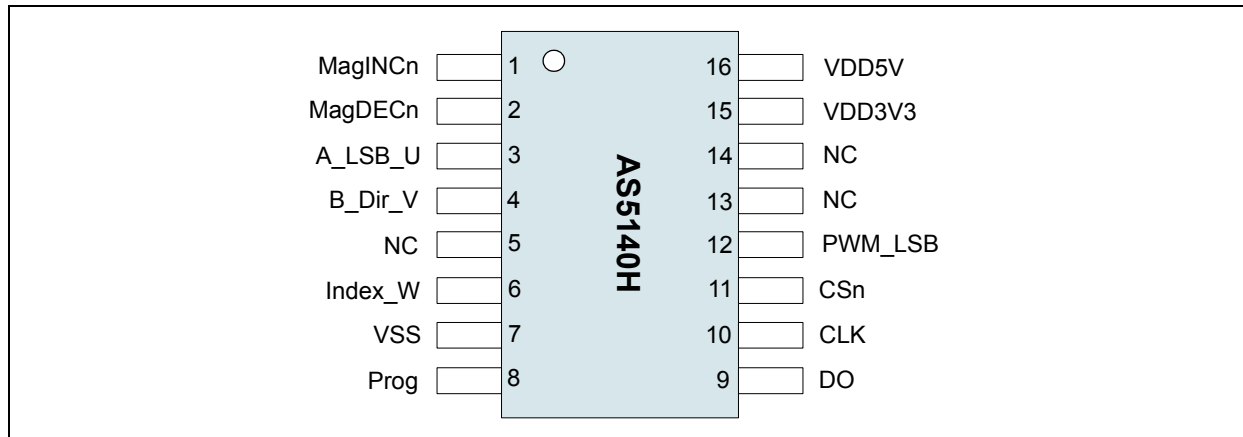 MagINCn 1 16 VDD5V
MagDECn 2 15 VDD3V3
A_LSB_U 3 14 NC
B_Dir_V 4 13 NC
NC 5 12 PWM_LSB
Index_W 6 11 CSn
VSS 7 10 CLK
Prog 8 9 DO
AS5140H